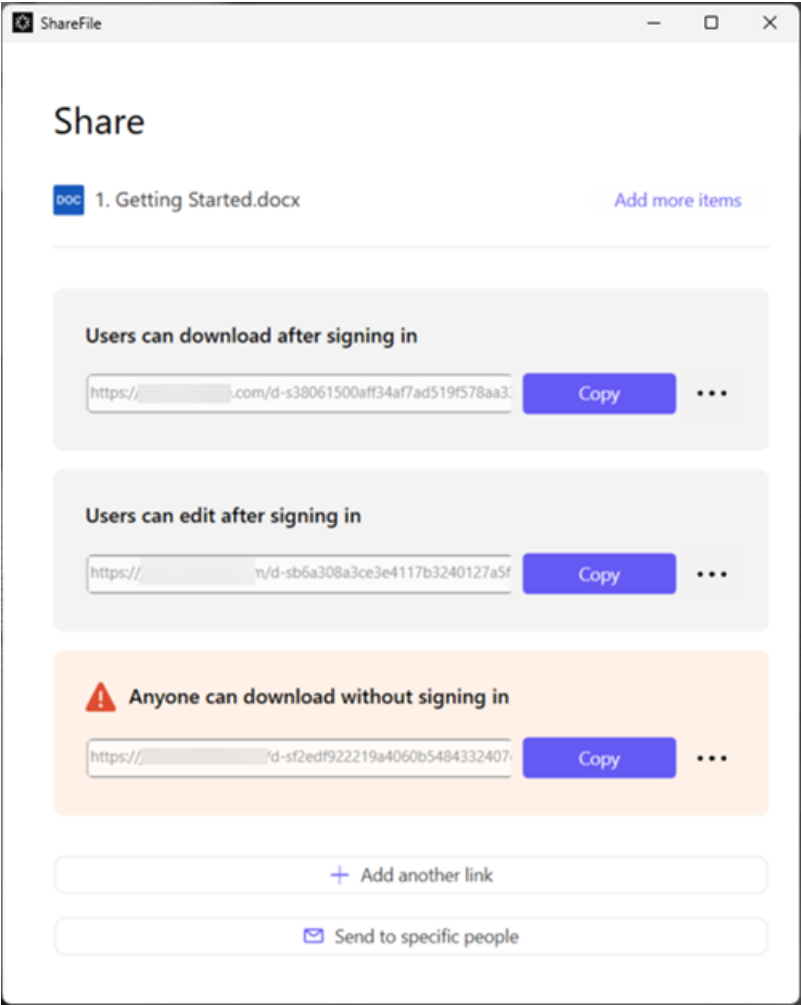 ShareFile
Share
DOC 1. Getting Started.docx Add more items
Users can download after signing in
https:// .com/d-s38061500aff34af7ad519f578aa3 Copy
Users can edit after signing in
https:// m/d-sb6a308a3ce3e4117b3240127a5f Copy
Anyone can download without signing in
https:// /d-sf2edf922219a4060b5484332407 Copy
Add another link
Send to specific people